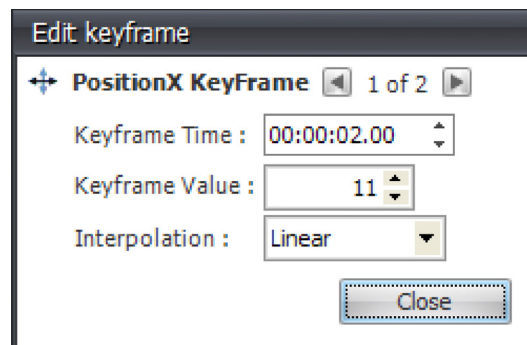 Edit keyframe
PositionX KeyFrame 1 of 2
Keyframe Time : 00:00:02.00
Keyframe Value : 11
Interpolation : Linear
Close